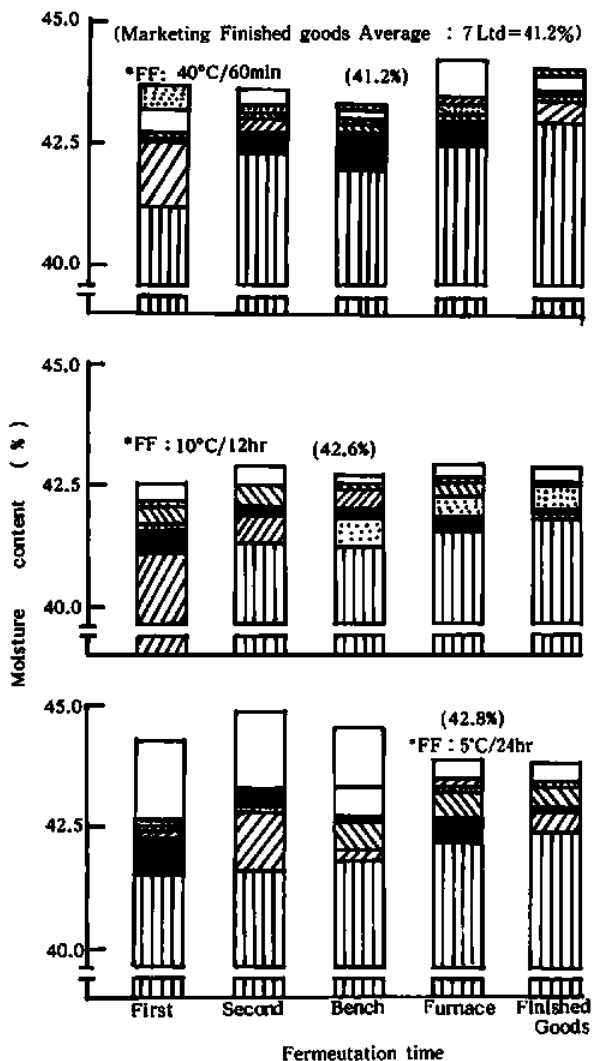 45.0
(Marketing Finished goods Average : 7 Ltd=41.2%)
*FF: 40°C/60min (41.2%)
42.5
40.0
45.0
*FF : 10°C/12hr (42.6%)
42.5
40.0
Moisture content (%)
45.0
(42.8%)
*FF : 5°C/24hr
42.5
40.0
First Second Bench Furnace Finished
Goods
Fermeutation time